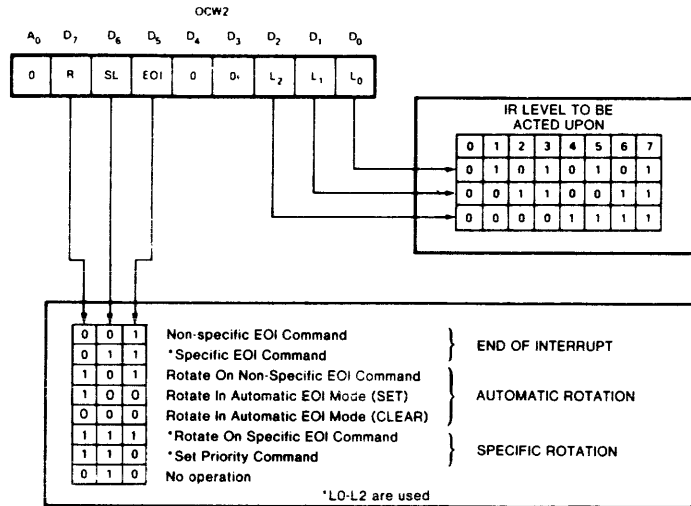 OCW2
A0 D7 D6 D5 D4 D3 D2 D1 D0
0 R SL EOI 0 0 L2 L1 L0
IR LEVEL TO BE
ACTED UPON
0 1 2 3 4 5 6 7
0 1 0 1 0 1 0 1
0 0 1 1 0 0 1 1
0 0 0 0 1 1 1 1
0 0 1 Non-specific EOI Command
0 1 1 *Specific EOI Command
END OF INTERRUPT
1 0 1 Rotate On Non-Specific EOI Command
1 0 0 Rotate In Automatic EOI Mode (SET)
0 0 0 Rotate In Automatic EOI Mode (CLEAR)
AUTOMATIC ROTATION
1 1 1 *Rotate On Specific EOI Command
1 1 0 *Set Priority Command
SPECIFIC ROTATION
0 1 0 No operation
*L0-L2 are used